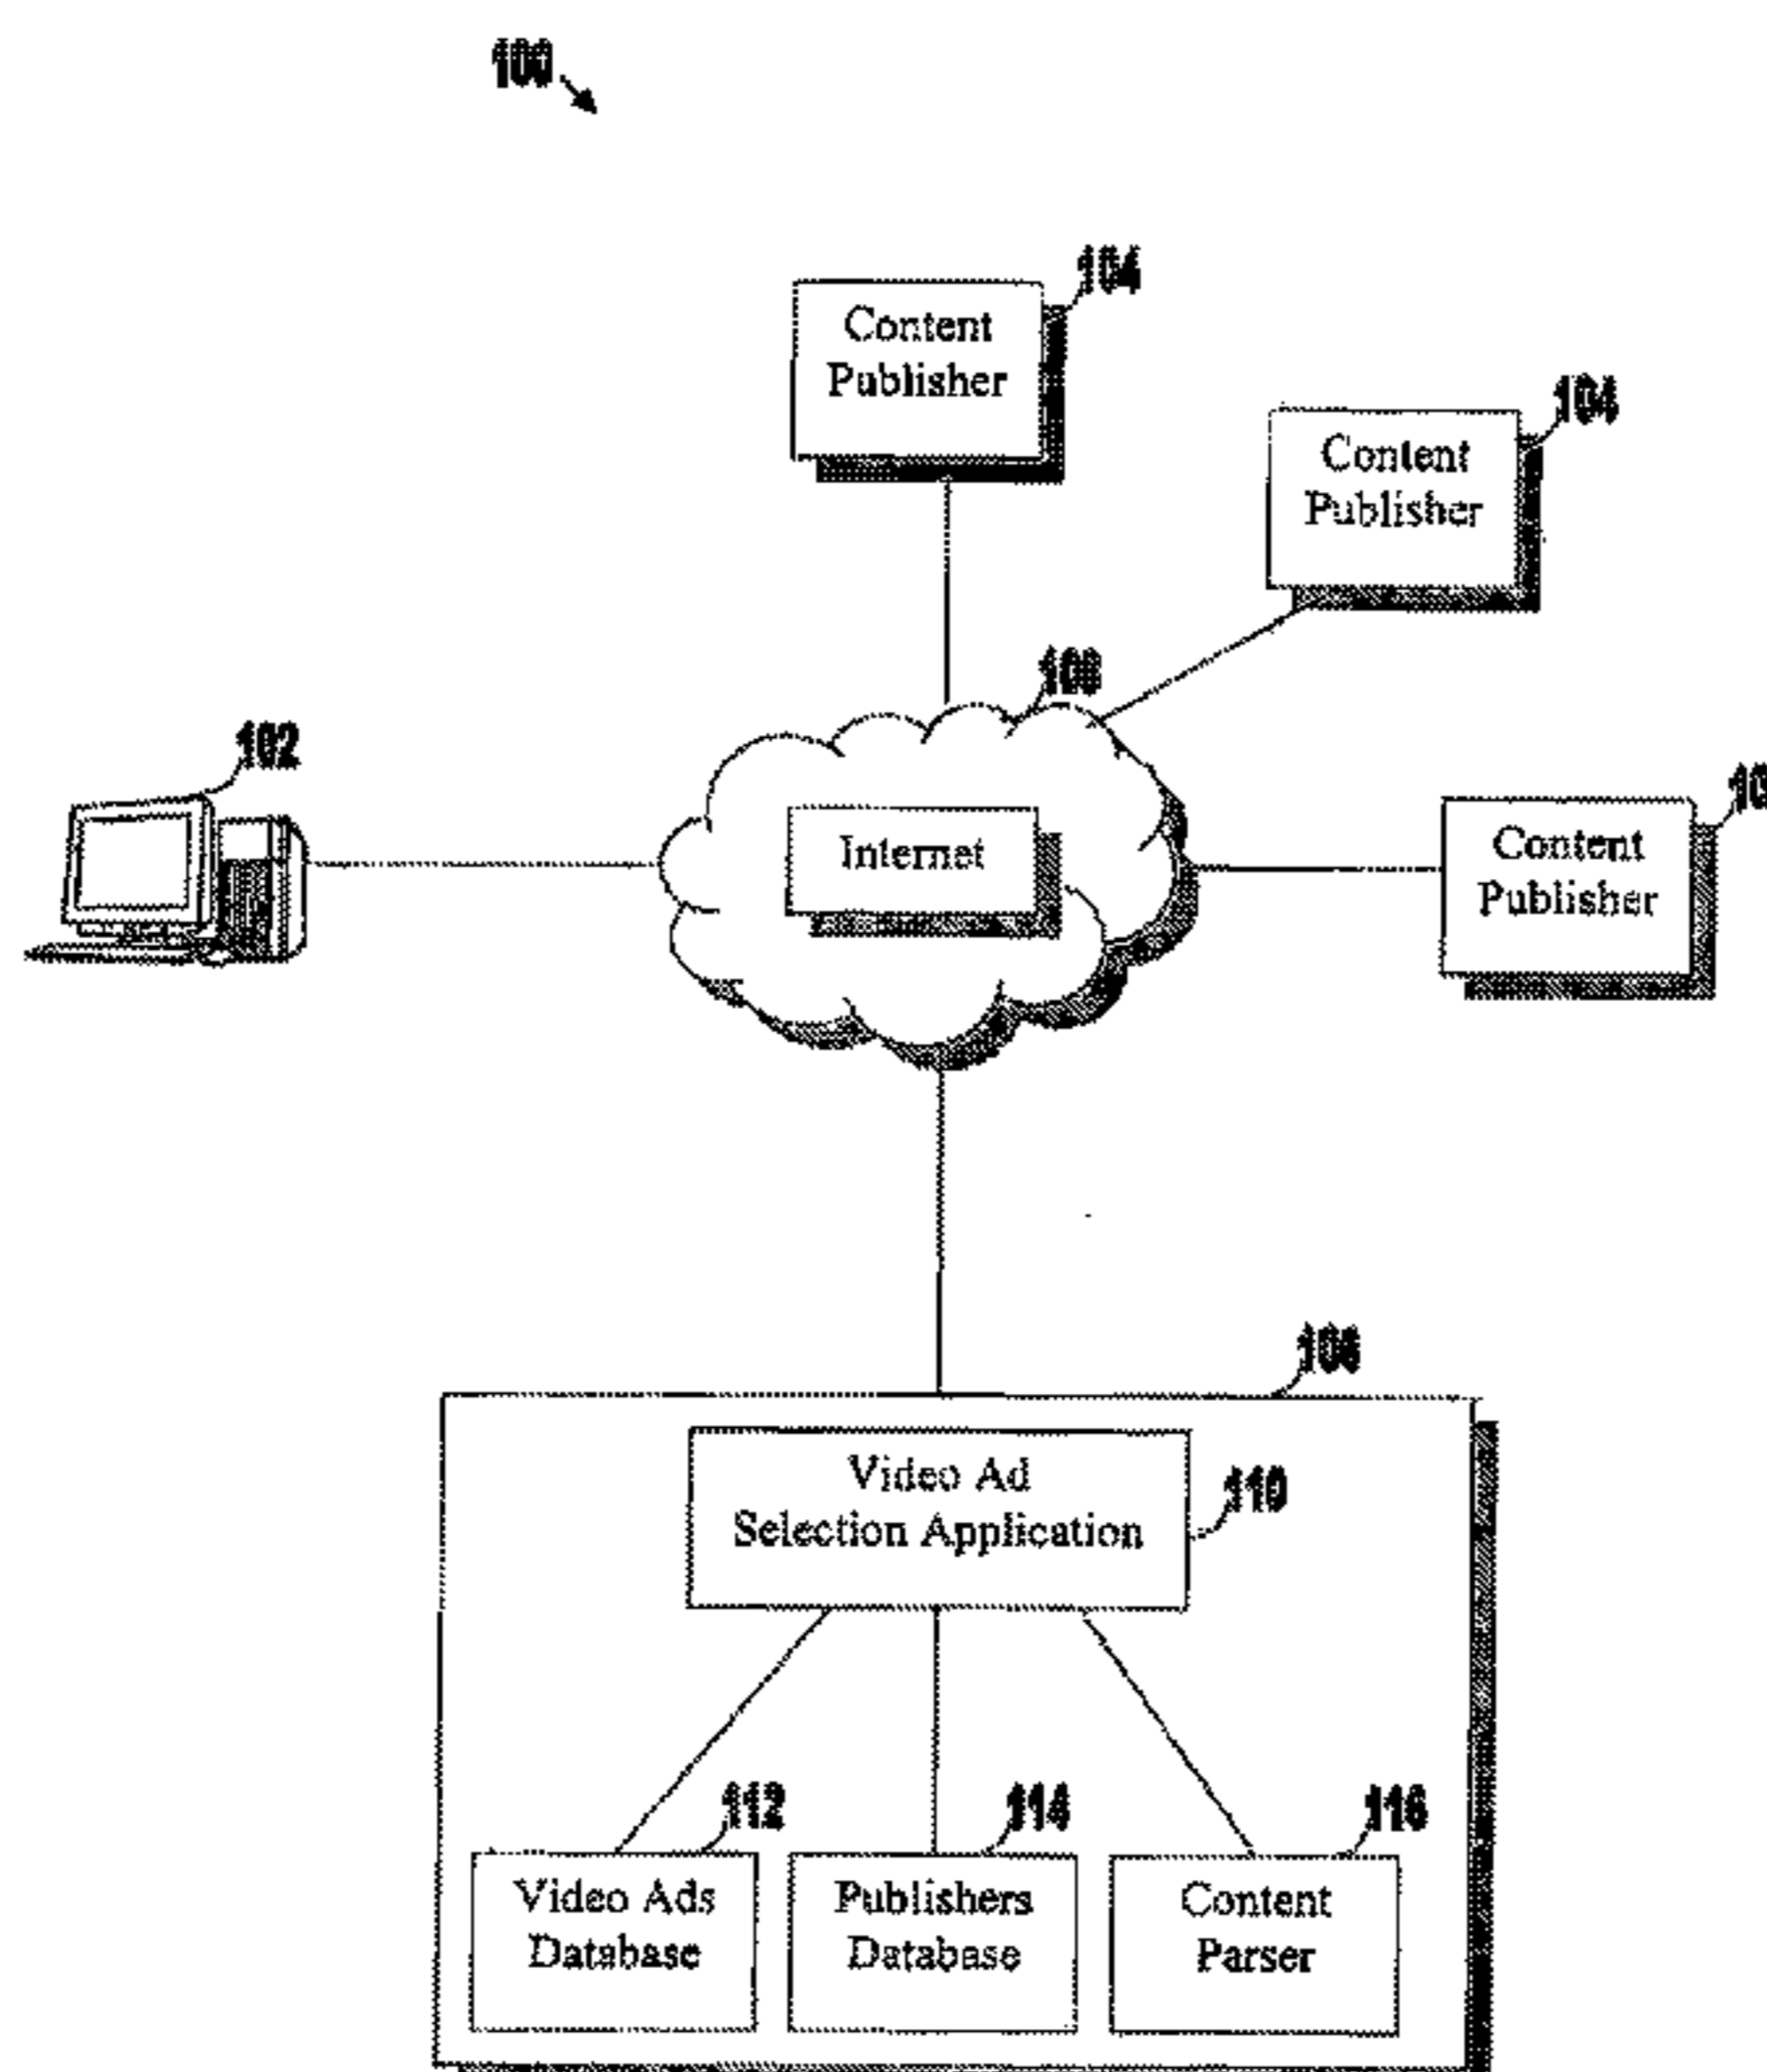 100
104
Content
Publisher
104
Content
Publisher
108
102
Internet
10
Content
Publisher
106
Video Ad
Selection Application
110
112
114
116
Video Ads
Database
Publishers
Database
Content
Parser